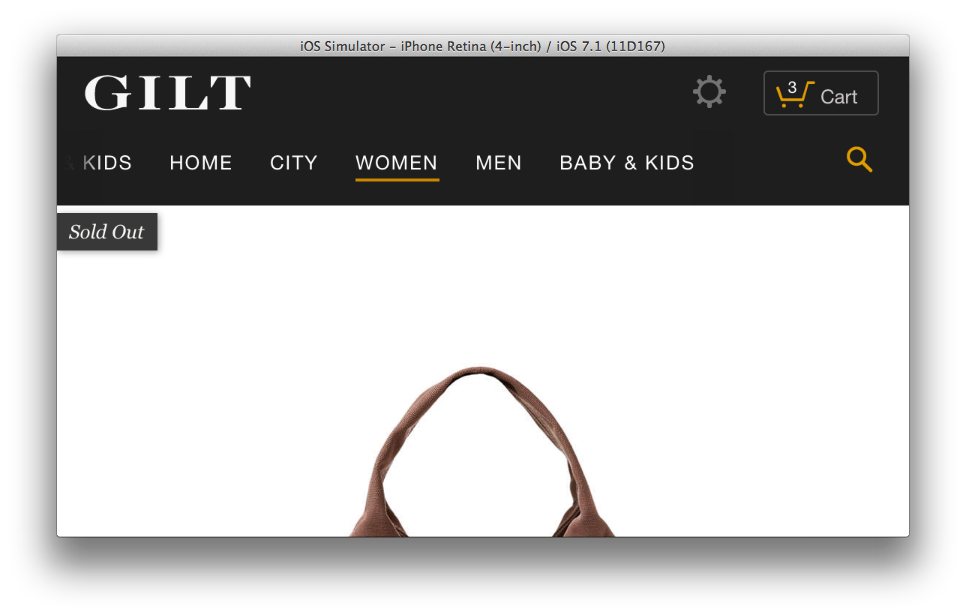 iOS Simulator - iPhone Retina (4-inch) / iOS 7.1 (11D167)
GILT
3 Cart
& KIDS HOME CITY WOMEN MEN BABY & KIDS
Sold Out